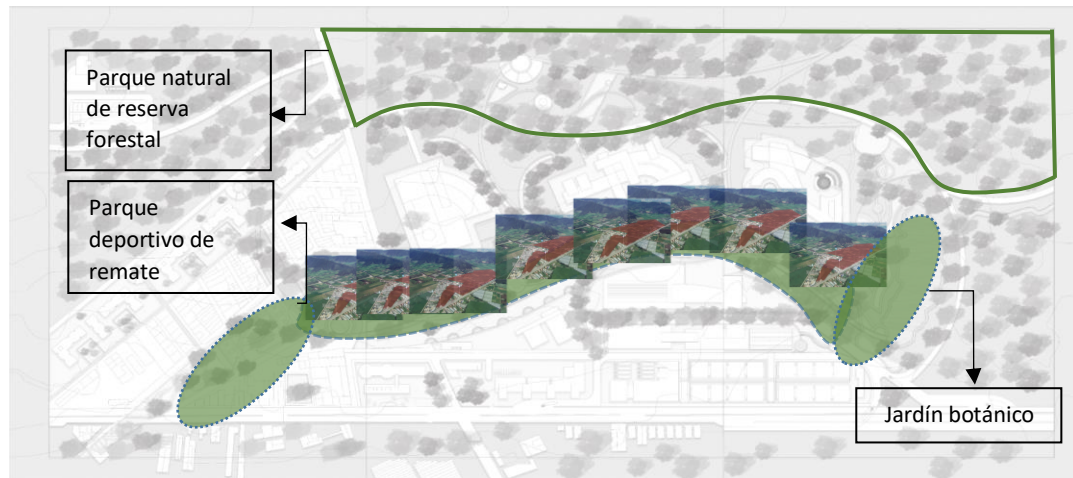 Parque natural
de reserva
forestal
Parque
deportivo de
remate
Jardín botánico